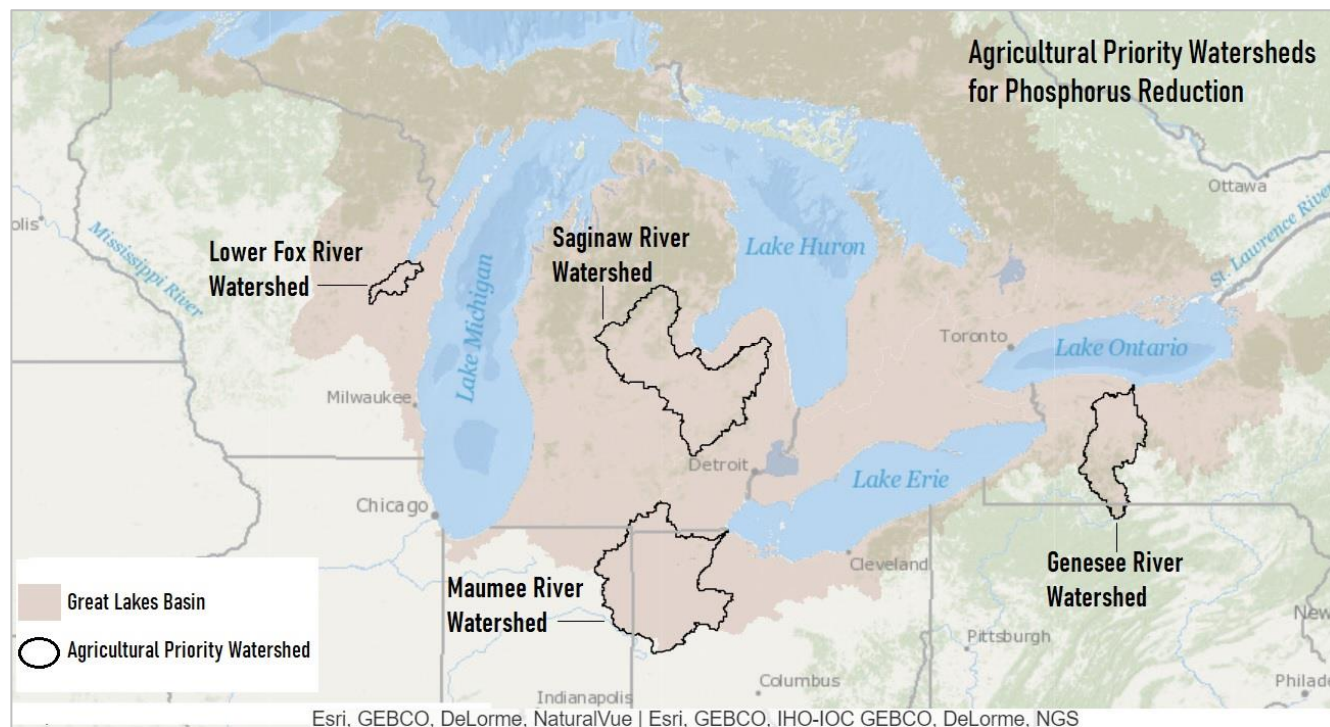 Agricultural Priority Watersheds
for Phosphorus Reduction
Ottawa
St. Lawrence River
olis
Mississippi River
Lower Fox River
Watershed
Saginaw River
Watershed
Lake Huron
Lake Michigan
Toronto
Lake Ontario
Milwaukee
Detroit
Lake Erie
Chicago
Cleveland
Genesee River
Watershed
Maumee River
Watershed
Great Lakes Basin
Agricultural Priority Watershed
New
Pittsburgh
Columbus
Indianapolis
Philade
Esri, GEBCO, DeLorme, NaturalVue | Esri, GEBCO, IHO-IOC GEBCO, DeLorme, NGS